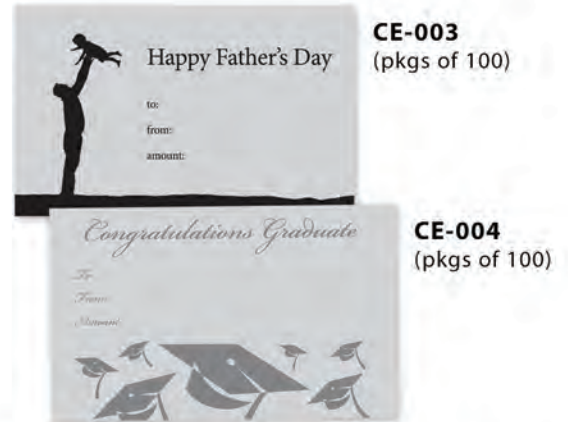 Happy Father's Day
to:
from:
amount:
CE-003
(pkgs of 100)
Congratulations Graduate
To:
From:
Amount:
CE-004
(pkgs of 100)